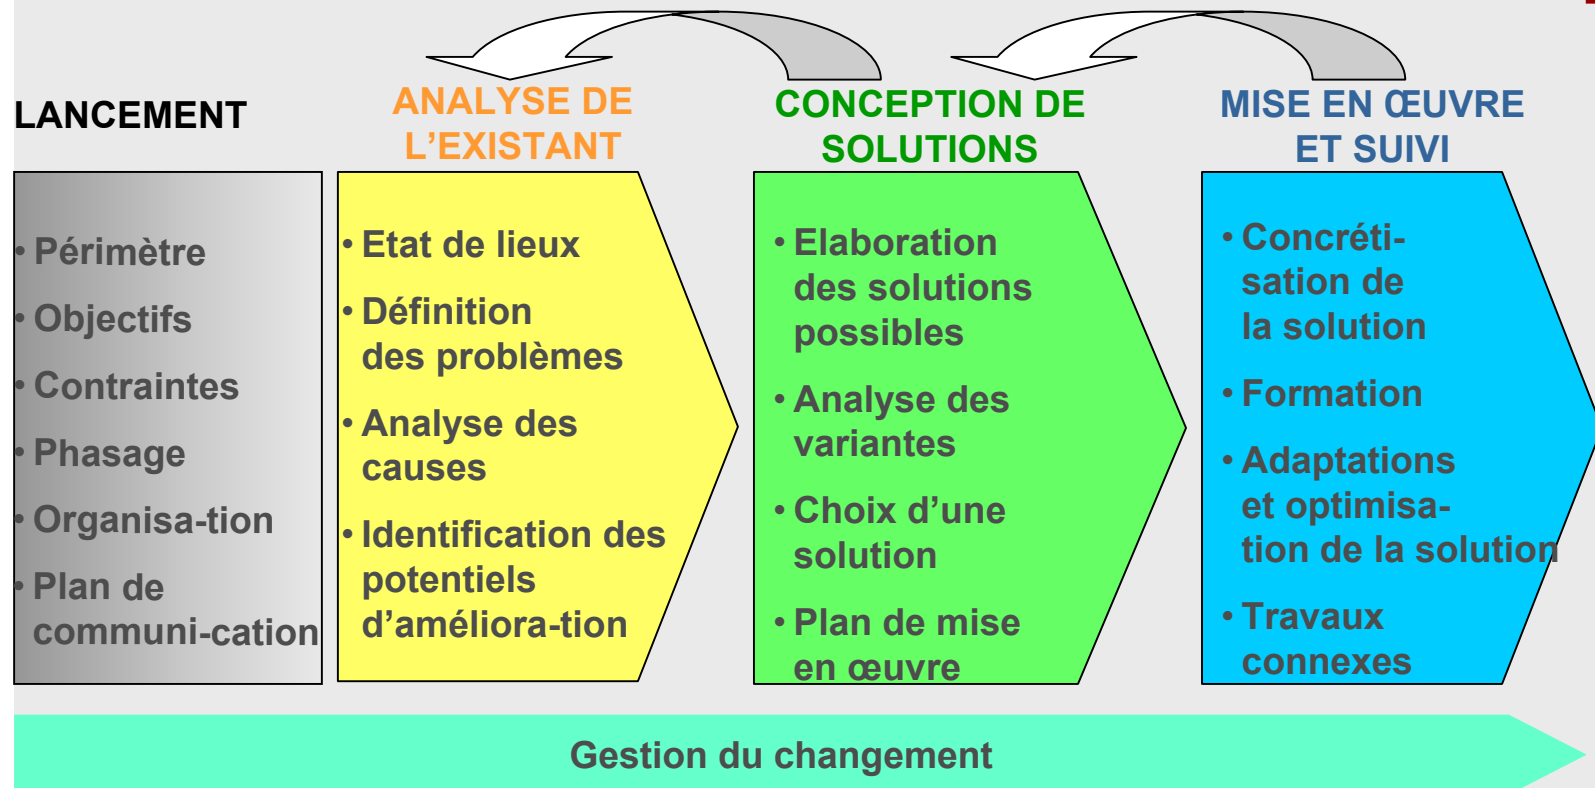 LANCEMENT
• Périmètre
• Objectifs
• Contraintes
• Phasage
• Organisa-tion
• Plan de
communi-cation
ANALYSE DE
L’EXISTANT
• Etat de lieux
• Définition
des problèmes
• Analyse des
causes
• Identification des
potentiels
d’améliora-tion
CONCEPTION DE
SOLUTIONS
• Elaboration
des solutions
possibles
• Analyse des
variantes
• Choix d’une
solution
• Plan de mise
en œuvre
MISE EN ŒUVRE
ET SUIVI
• Concréti-
sation de
la solution
• Formation
• Adaptations
et optimisa-
tion de la solution
• Travaux
connexes
Gestion du changement